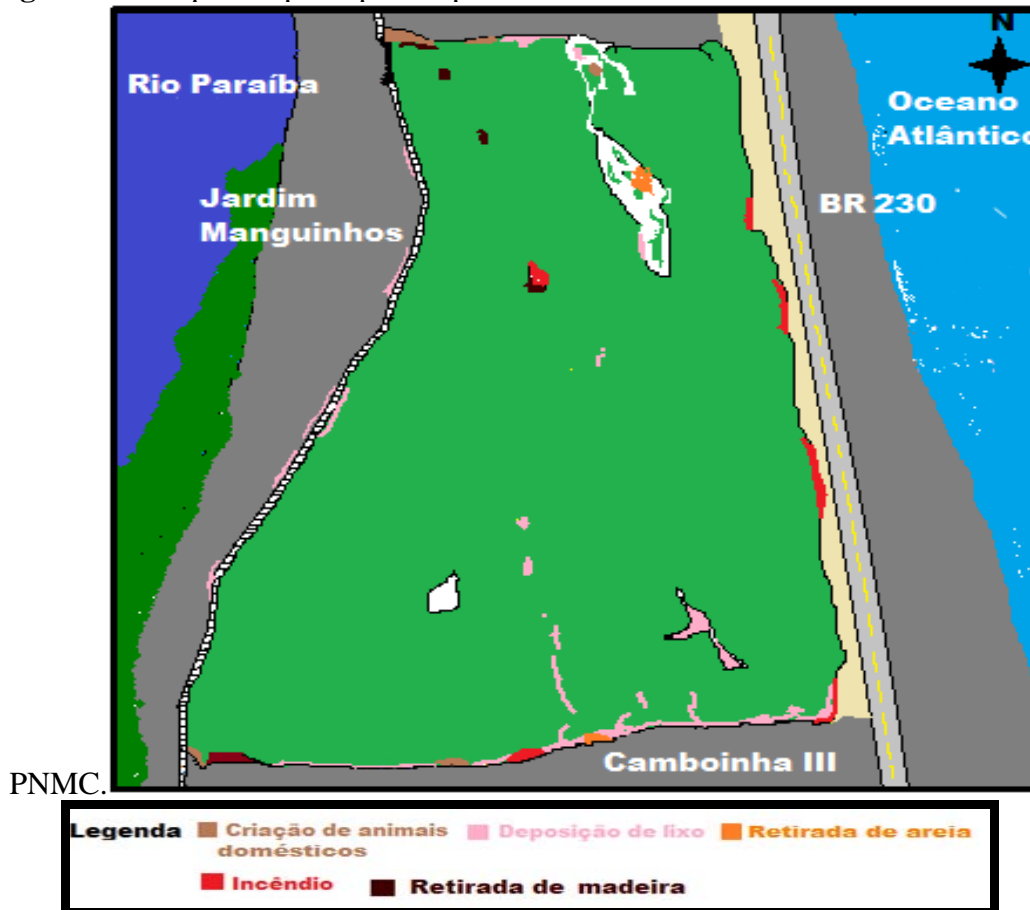 N
Rio Paraíba
Oceano
Atlântico
Jardim
Manguinhos
BR 230
Camboinha III
PNMC.
Legenda Criação de animais domésticos Deposição de lixo Retirada de areia
Incêndio Retirada de madeira